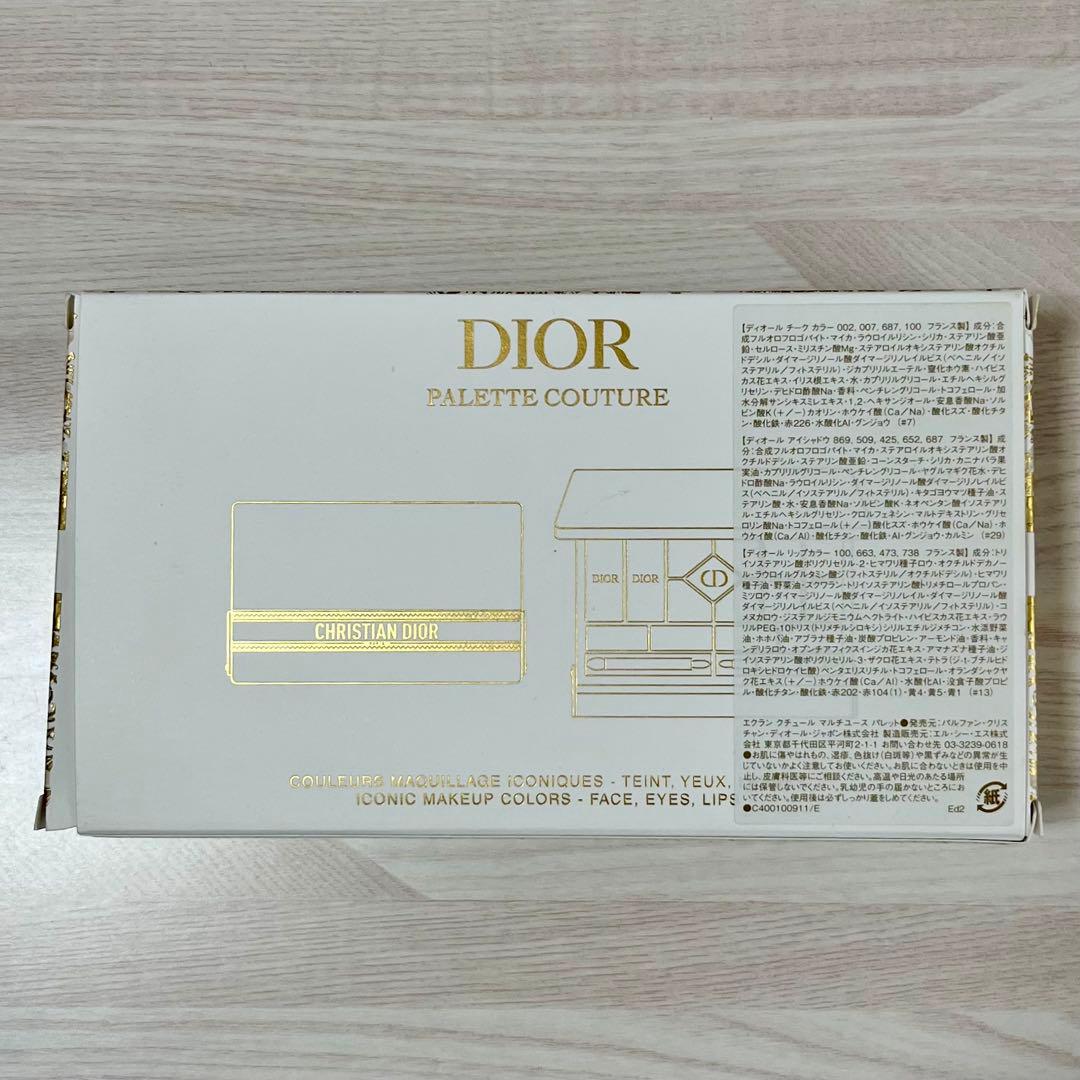 DIOR
PALETTE COUTURE
CHRISTIAN DIOR
DIOR
DIOR
CD
COULEURS MAQUILLAGE ICONIQUES - TEINT, YEUX,
ICONIC MAKEUP COLORS - FACE, EYES, LIPS
【ディオール チーク カラー 002, 007, 687, 100 フランス製】成分:合
成フルオロフロゴパイト・マイカ・ラウロイルリシン・シリカ・ステアリン酸亜
鉛・セルロース・ミリスチン酸Mg・ステアロイルオキシステアリン酸オクチル
ドデシル・ダイマージリノール酸ダイマージリノレイルビス(ベヘニル/イソ
ステアリル/フィトステリル)・ジカプリリルエーテル・窒化ホウ素・ハイビス
カス花エキス・イリス根エキス・水・カプリリルグリコール・エチルヘキシルグ
リセリン・デヒドロ酢酸Na・香料・ペンチレングリコール・トコフェロール・加
水分解サンシキスミレエキス・1,2-ヘキサンジオール・安息香酸Na・ソル
ビン酸K(+/−)カオリン・ホウケイ酸(Ca/Na)・酸化スズ・酸化チタ
ン・酸化鉄・赤226・水酸化Al・グンジョウ (#7)
【ディオール アイシャドウ 869, 509, 425, 652, 687 フランス製】成
分:合成フルオロフロゴパイト・マイカ・ステアロイルオキシステアリン酸
オクチルドデシル・ステアリン酸亜鉛・コーンスターチ・シリカ・カニナバラ果
実油・カプリリルグリコール・ペンチレングリコール・ヤグルマギク花水・デヒ
ドロ酢酸Na・ラウロイルリシン・ダイマージリノール酸ダイマージリノレイルビス
(ベヘニル/イソステアリル/フィトステリル)・キタゴヨウマツ種子油・ス
テアリン酸・水・安息香酸Na・ソルビン酸K・ネオペンタン酸イソステアリ
ル・エチルヘキシルグリセリン・クロルフェネシン・マルトデキストリン・グリセ
ロリン酸Na・トコフェロール(+/−)酸化スズ・ホウケイ酸(Ca/Na)・ホ
ウケイ酸(Ca/Al)・酸化チタン・酸化鉄・Al・グンジョウ・カルミン (#29)
【ディオール リップカラー 100, 663, 473, 738 フランス製】成分:トリ
イソステアリン酸ポリグリセリル-2・ヒマワリ種子ロウ・オクチルドデカノー
ル・ラウロイルグルタミン酸ジ(フィトステリル/オクチルドデシル)・ヒマワリ
種子油・野菜油・スクワラン・トリイソステアリン酸トリメチロールプロパン・
ミツロウ・ダイマージリノール酸ダイマージリノレイル・ダイマージリノール酸
ダイマージリノレイルビス(ベヘニル/イソステアリル/フィトステリル)・コ
メヌカロウ・ジステアルジモニウムヘクトライト・ハイビスカス花エキス・ラウ
リルPEG-10トリス(トリメチルシロキシ)シリルエチルジメチコン・水添野菜
油・ホホバ油・アブラナ種子油・炭酸プロピレン・アーモンド油・香料・キャ
ンデリラロウ・オプンチアフィクスインジカ花エキス・アマナズナ種子油・ジ
イソステアリン酸ポリグリセリル-3・ザクロ花エキス・テトラ(ジ-t-ブチルヒド
ロキシヒドロケイヒ酸)ペンタエリスリチル・トコフェロール・オランダシャクヤ
ク花エキス(+/−)ホウケイ酸(Ca/Al)・水酸化Al・没食子酸プロピ
ル・酸化チタン・酸化鉄・赤202・赤104(1)・黄4・黄5・青1 (#13)
エクラン クチュール マルチユース パレット●発売元:パルファン・クリス
チャン・ディオール・ジャポン株式会社 製造販売元:エル・シー・エス株式
会社 東京都千代田区平河町2-1-1 お問い合わせ先 03-3239-0618
●お肌に傷やはれもの、湿疹、色抜け(白斑等)や黒ずみなどの異常が生
じていないかよく注意してお使いください。お肌に合わないときは使用を中
止し、皮膚科医等にご相談ください。高温や日光のあたる場所
には保管しないでください。乳幼児の手の届かないところにお
いてください。使用後は必ずしっかり蓋をしめてください。
●C400100911/E
Ed2
紙